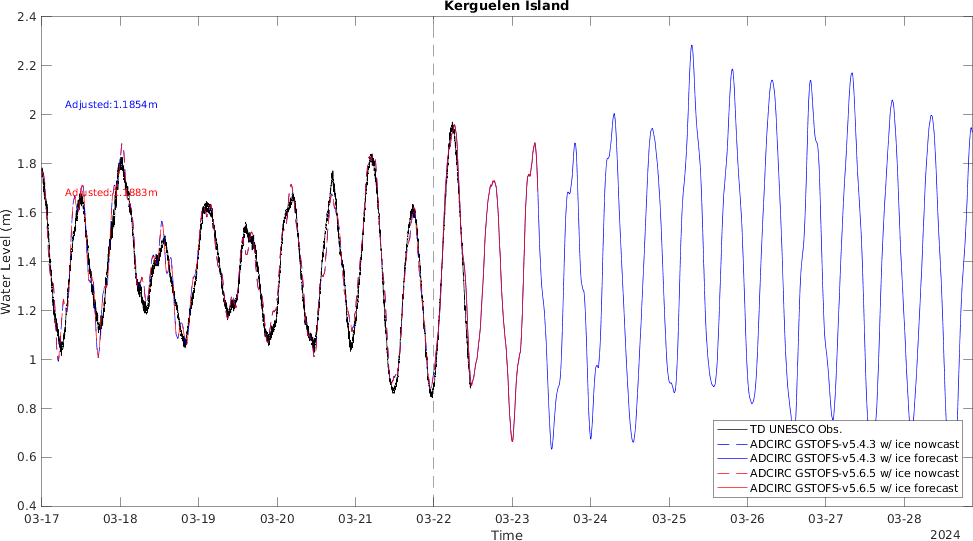 Kerguelen Island
2.4
2.2
2
1.8
1.6
1.4
1.2
1
0.8
0.6
0.4
Water Level (m)
Adjusted:1.1854m
Adjusted:1.1883m
TD UNESCO Obs.
ADCIRC GSTOFS-v5.4.3 w/ ice nowcast
ADCIRC GSTOFS-v5.4.3 w/ ice forecast
ADCIRC GSTOFS-v5.6.5 w/ ice nowcast
ADCIRC GSTOFS-v5.6.5 w/ ice forecast
03-17 03-18 03-19 03-20 03-21 03-22 03-23 03-24 03-25 03-26 03-27 03-28
Time
2024